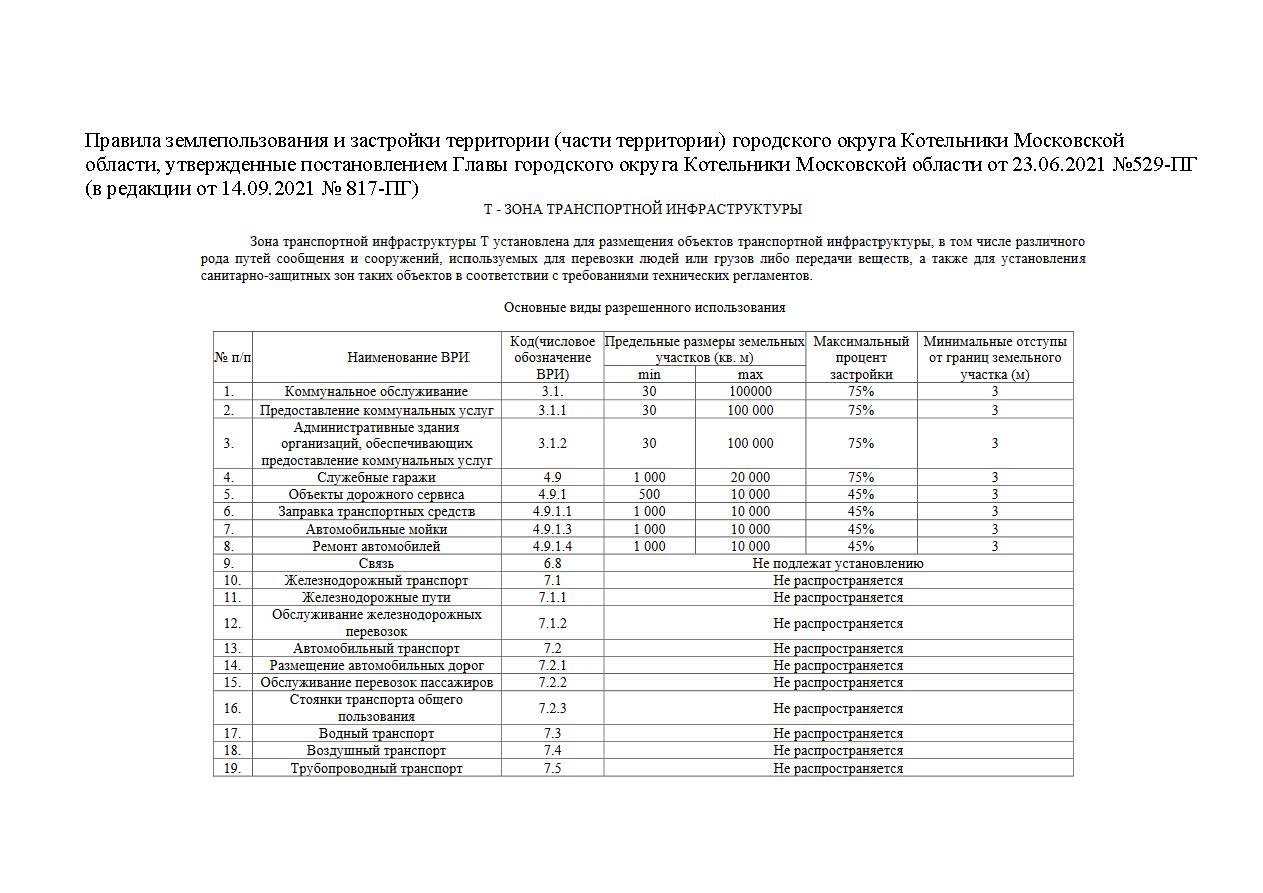 Правила землепользования и застройки территории (части территории) городского округа Котельники Московской
области, утвержденные постановлением Главы городского округа Котельники Московской области от 23.06.2021 №529-ПГ
(в редакции от 14.09.2021 № 817-ПГ)
Т - ЗОНА ТРАНСПОРТНОЙ ИНФРАСТРУКТУРЫ
Зона транспортной инфраструктуры Т установлена для размещения объектов транспортной инфраструктуры, в том числе различного
рода путей сообщения и сооружений, используемых для перевозки людей или грузов либо передачи веществ, а также для установления
санитарно-защитных зон таких объектов в соответствии с требованиями технических регламентов.
Основные виды разрешенного использования
№ п/п Наименование ВРИ Код(числовое обозначение ВРИ) Предельные размеры земельных участков (кв. м) Максимальный процент застройки Минимальные отступы от границ земельного участка (м)
min max
1. Коммунальное обслуживание 3.1. 30 100000 75% 3
2. Предоставление коммунальных услуг 3.1.1 30 100 000 75% 3
3. Административные здания организаций, обеспечивающих предоставление коммунальных услуг 3.1.2 30 100 000 75% 3
4. Служебные гаражи 4.9 1 000 20 000 75% 3
5. Объекты дорожного сервиса 4.9.1 500 10 000 45% 3
6. Заправка транспортных средств 4.9.1.1 1 000 10 000 45% 3
7. Автомобильные мойки 4.9.1.3 1 000 10 000 45% 3
8. Ремонт автомобилей 4.9.1.4 1 000 10 000 45% 3
9. Связь 6.8 Не подлежат установлению
10. Железнодорожный транспорт 7.1 Не распространяется
11. Железнодорожные пути 7.1.1 Не распространяется
12. Обслуживание железнодорожных перевозок 7.1.2 Не распространяется
13. Автомобильный транспорт 7.2 Не распространяется
14. Размещение автомобильных дорог 7.2.1 Не распространяется
15. Обслуживание перевозок пассажиров 7.2.2 Не распространяется
16. Стоянки транспорта общего пользования 7.2.3 Не распространяется
17. Водный транспорт 7.3 Не распространяется
18. Воздушный транспорт 7.4 Не распространяется
19. Трубопроводный транспорт 7.5 Не распространяется